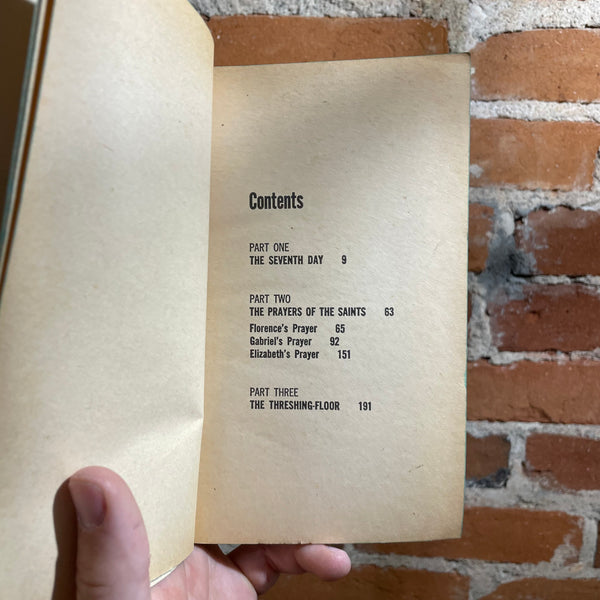 Contents
PART ONE
THE SEVENTH DAY 9
PART TWO
THE PRAYERS OF THE SAINTS 63
Florence's Prayer 65
Gabriel's Prayer 92
Elizabeth's Prayer 151
PART THREE
THE THRESHING-FLOOR 191